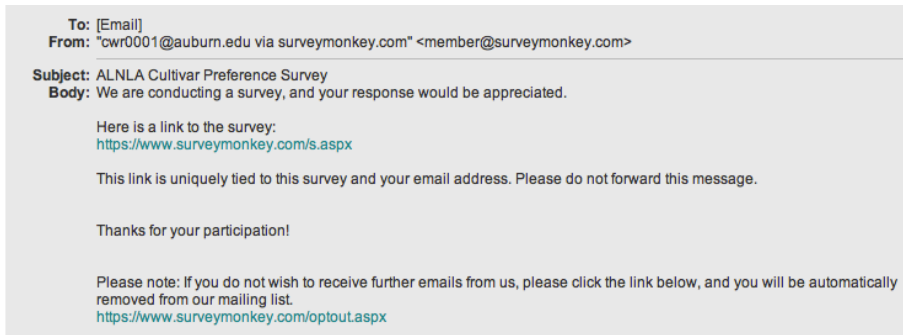 To: [Email]
From: "cwr0001@auburn.edu via surveymonkey.com" <member@surveymonkey.com>
Subject: ALNLA Cultivar Preference Survey
Body: We are conducting a survey, and your response would be appreciated.
Here is a link to the survey:
https://www.surveymonkey.com/s.aspx
This link is uniquely tied to this survey and your email address. Please do not forward this message.
Thanks for your participation!
Please note: If you do not wish to receive further emails from us, please click the link below, and you will be automatically
removed from our mailing list.
https://www.surveymonkey.com/optout.aspx